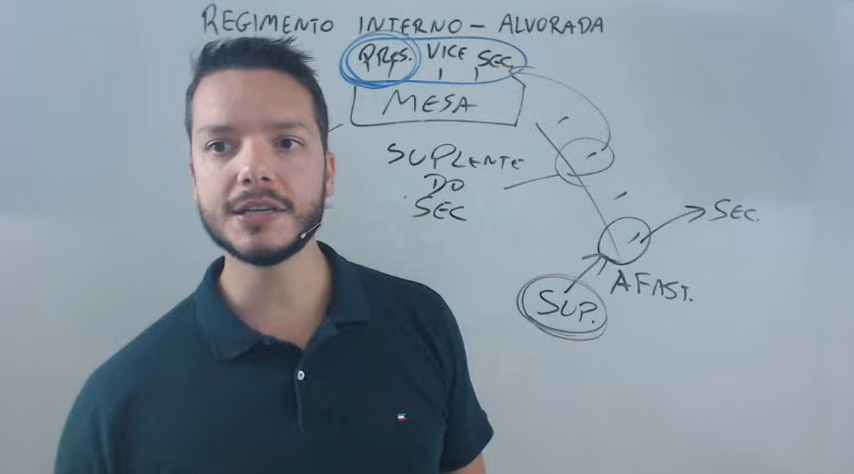 REGIMENTO INTERNO - ALVORADA
PRES. VICE SEC.
MESA
SUPLENTE
DO
SEC
SEC.
AFAST.
SUP.